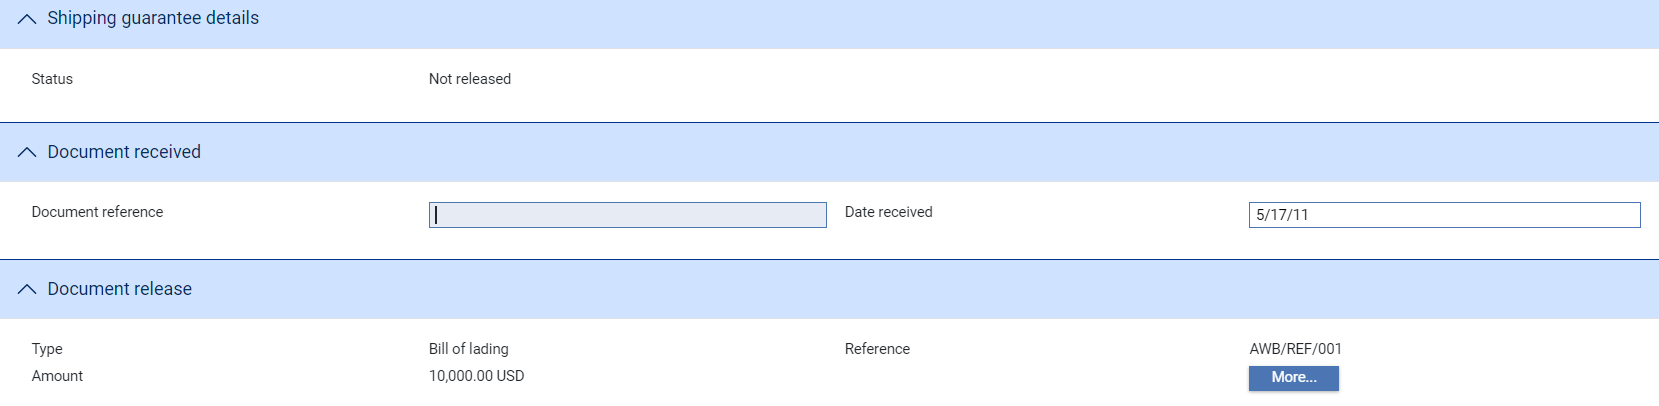 Shipping guarantee details
Status Not released
Document received
Document reference Date received 5/17/11
Document release
Type Bill of lading Reference AWB/REF/001
Amount 10,000.00 USD More...